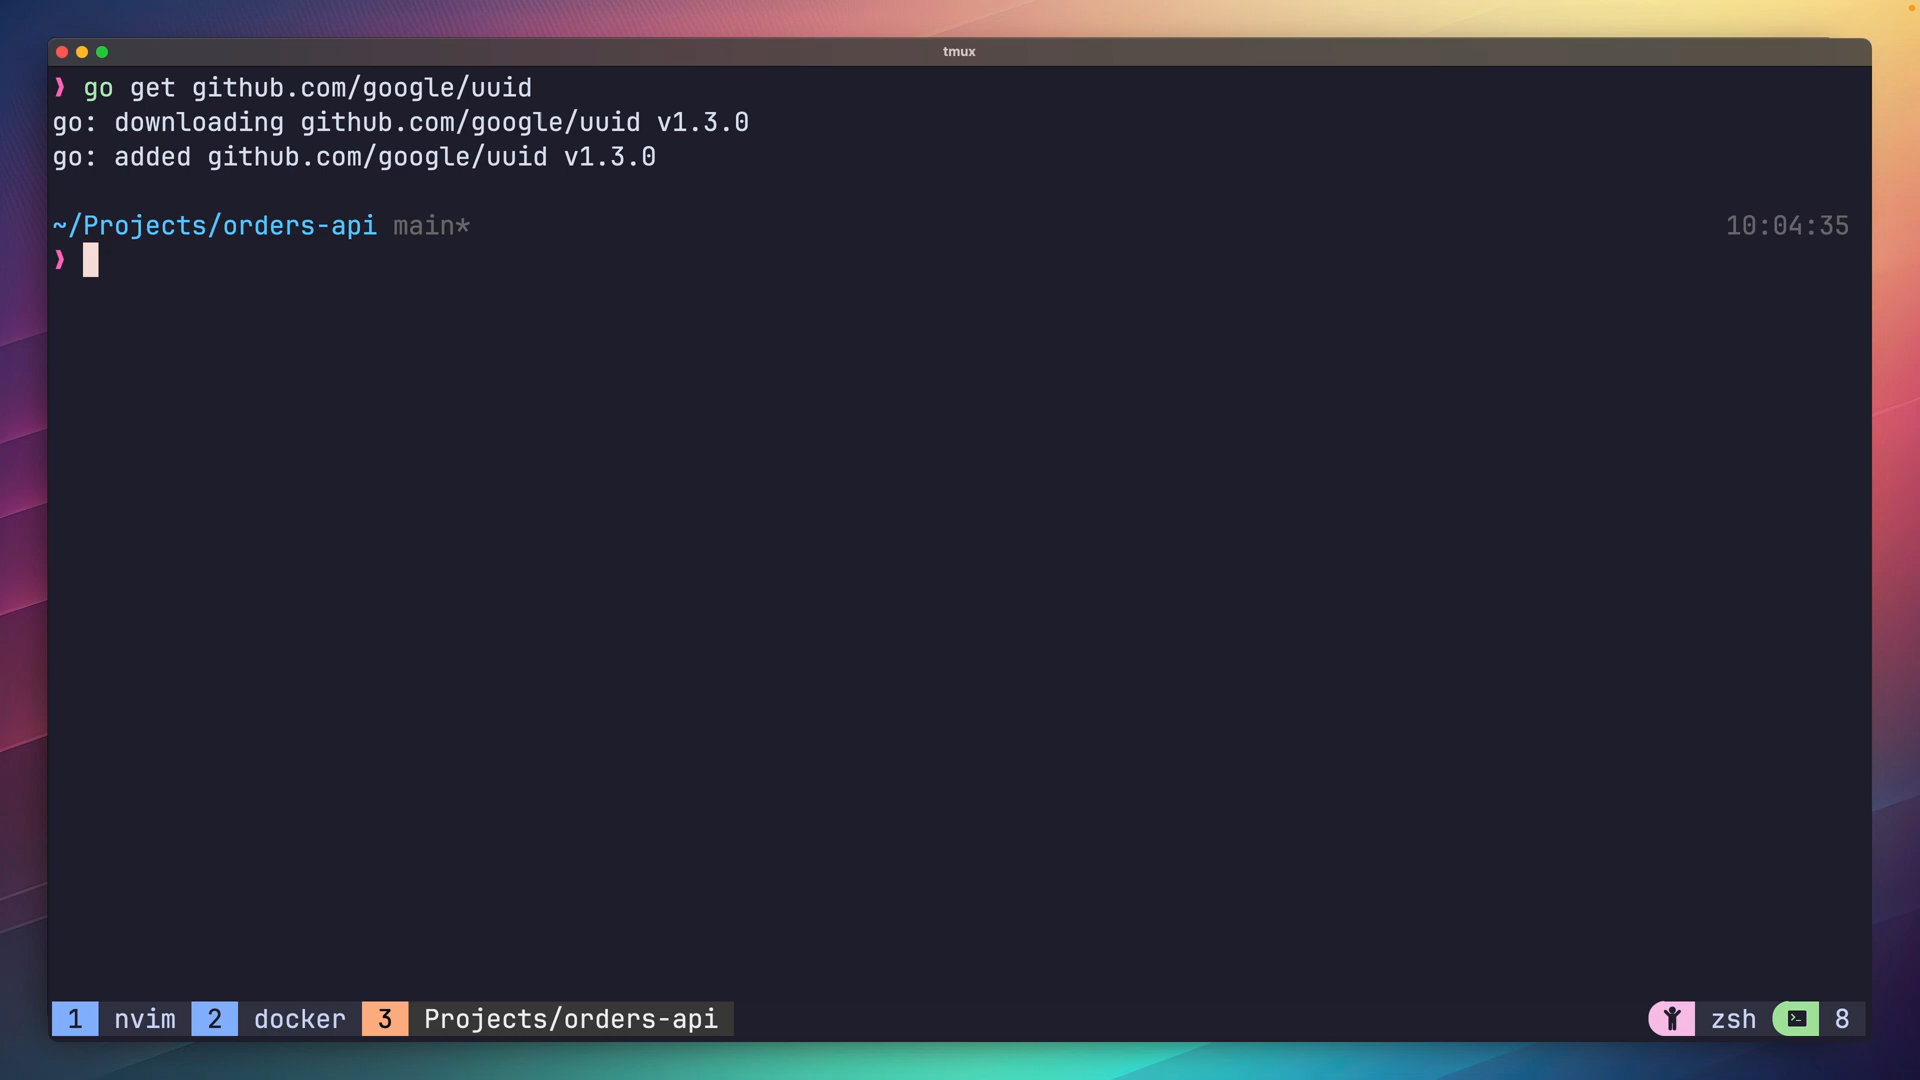 tmux
❯ go get github.com/google/uuid
go: downloading github.com/google/uuid v1.3.0
go: added github.com/google/uuid v1.3.0
~/Projects/orders-api main* 10:04:35
❯
1 nvim 2 docker 3 Projects/orders-api zsh 8